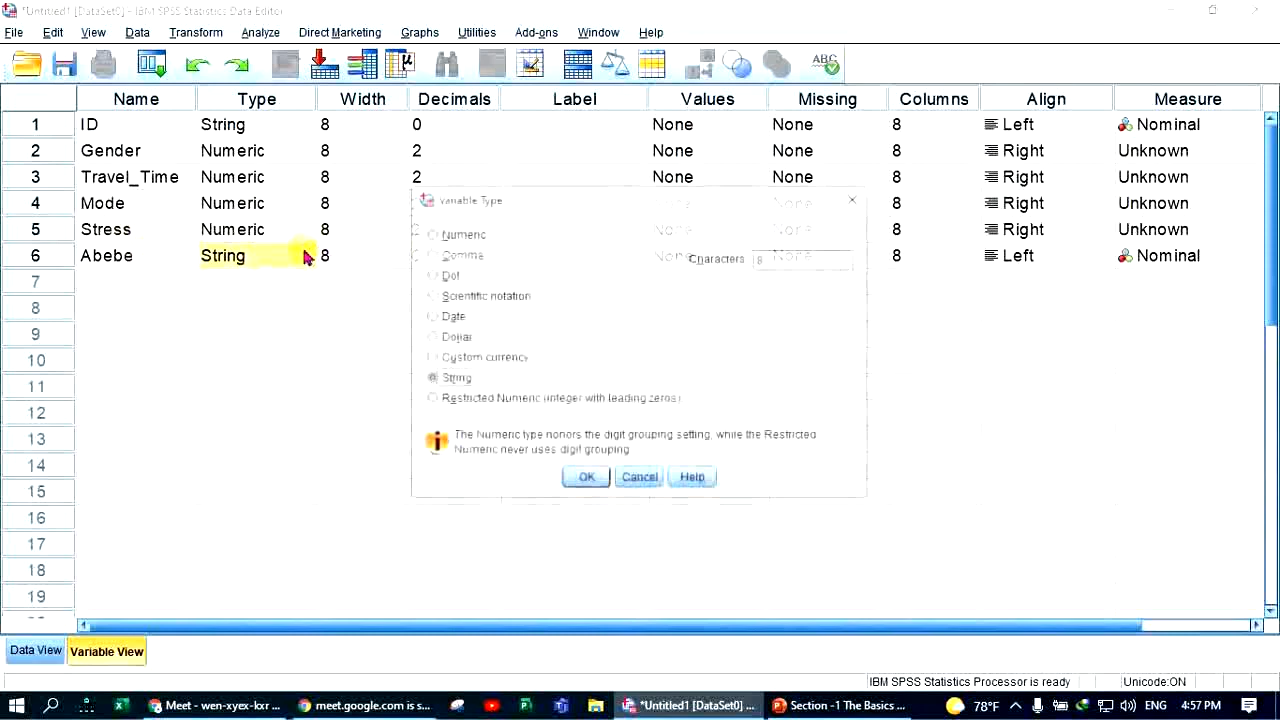 *Untitled1 [DataSet0] - IBM SPSS Statistics Data Editor
File Edit View Data Transform Analyze Direct Marketing Graphs Utilities Add-ons Window Help
Name Type Width Decimals Label Values Missing Columns Align Measure
1 ID String 8 0 None None 8 Left Nominal
2 Gender Numeric 8 2 None None 8 Right Unknown
3 Travel_Time Numeric 8 2 None None 8 Right Unknown
4 Mode Numeric 8 None 8 Right Unknown
5 Stress Numeric 8 None None 8 Right Unknown
6 Abebe String 8 None 8 Left Nominal
7
8
9
10
11
12
13
14
15
16
17
18
19
Variable Type
Numeric
Comma
Dot
Scientific notation
Date
Dollar
Custom currency
String
Restricted Numeric (integer with leading zeros)
Characters 8
The Numeric type honors the digit grouping setting, while the Restricted
Numeric never uses digit grouping
OK Cancel Help
Data View Variable View
IBM SPSS Statistics Processor is ready Unicode:ON
Meet - wen-xyex-kxr ... meet.google.com is s... *Untitled1 [DataSet0] ... Section -1 The Basics ... 78°F ENG 4:57 PM